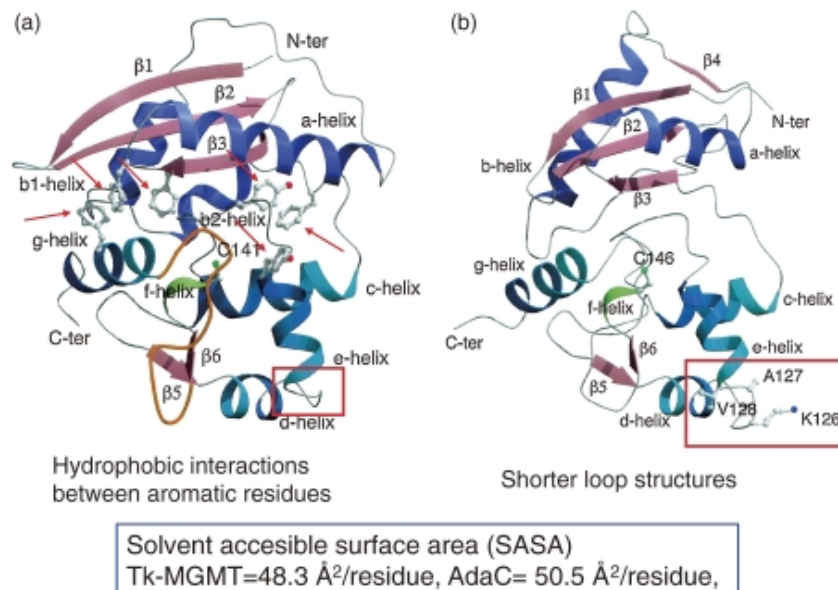 (a)
N-ter
β1
β2
a-helix
β3
b1-helix
b2-helix
g-helix
C141
f-helix
c-helix
C-ter
β6
e-helix
β5
d-helix
Hydrophobic interactions
between aromatic residues
(b)
β4
β1
N-ter
β2
a-helix
b-helix
β3
g-helix
C146
f-helix
c-helix
C-ter
β6
e-helix
β5
A127
V128
d-helix
K126
Shorter loop structures
Solvent accesible surface area (SASA)
Tk-MGMT=48.3 Å²/residue, AdaC= 50.5 Å²/residue,